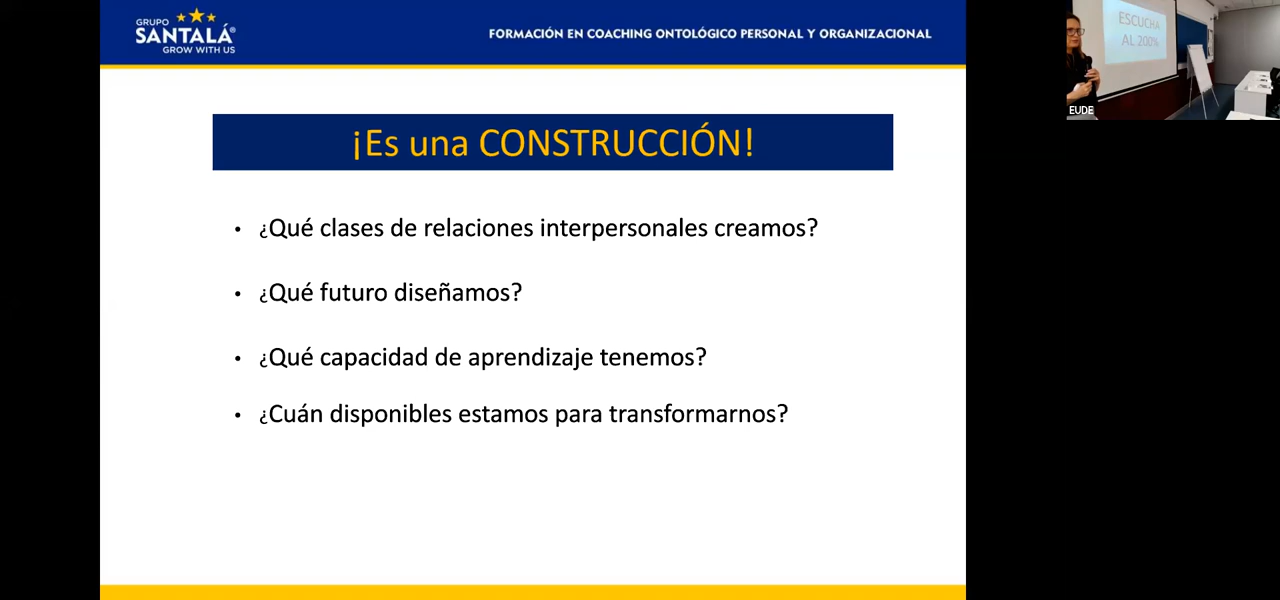 GRUPO
SANTALÁ®
GROW WITH US
FORMACIÓN EN COACHING ONTOLÓGICO PERSONAL Y ORGANIZACIONAL
¡Es una CONSTRUCCIÓN!
• ¿Qué clases de relaciones interpersonales creamos?
• ¿Qué futuro diseñamos?
• ¿Qué capacidad de aprendizaje tenemos?
• ¿Cuán disponibles estamos para transformarnos?
ESCUCHA
AL 200%
EUDE